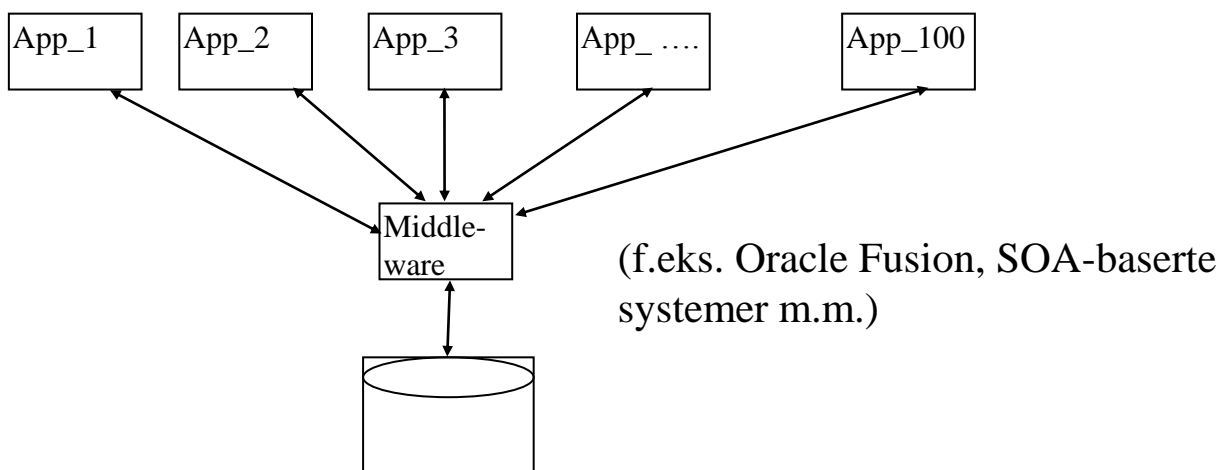 App_1
App_2
App_3
App_ ....
App_100
Middle-
ware
(f.eks. Oracle Fusion, SOA-baserte
systemer m.m.)